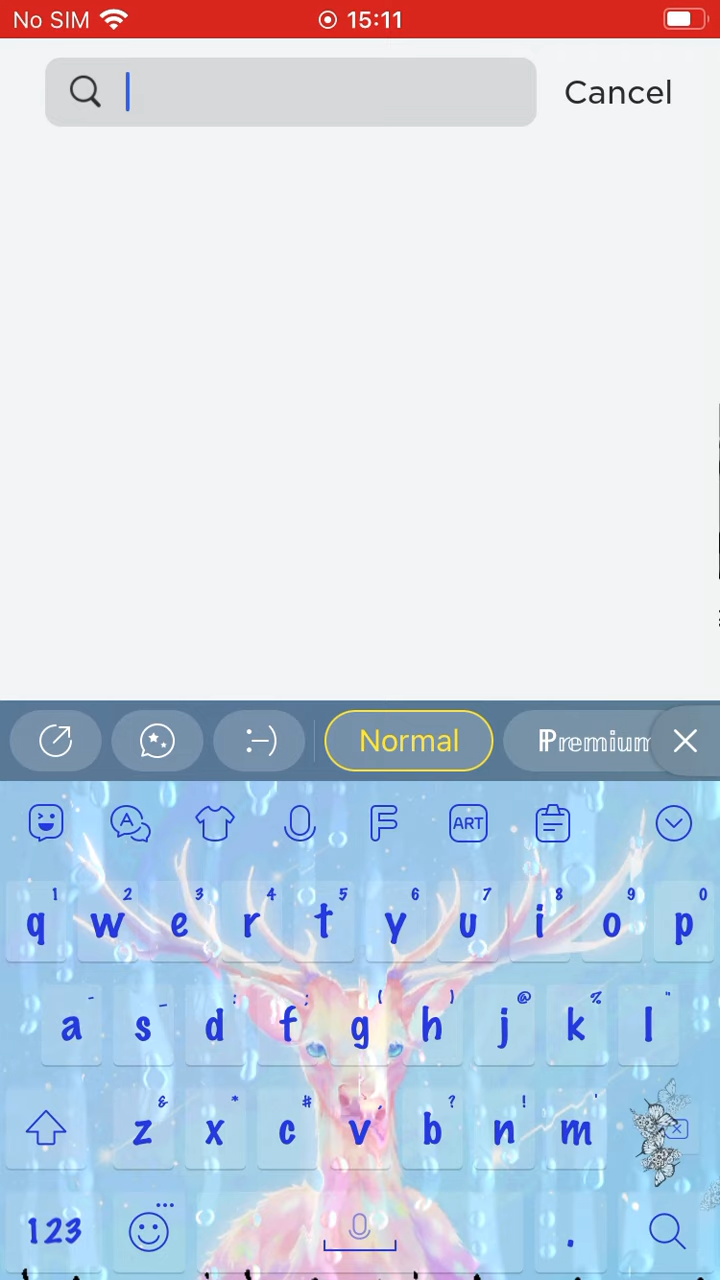 No SIM 15:11
Cancel
:-) Normal Premium
A F ART
1 2 3 4 5 6 7 8 9 0
q w e r t y u i o p
- _ : ; ( ) @ % "
a s d f g h j k l
& * # , ? ! '
z x c v b n m
123 .